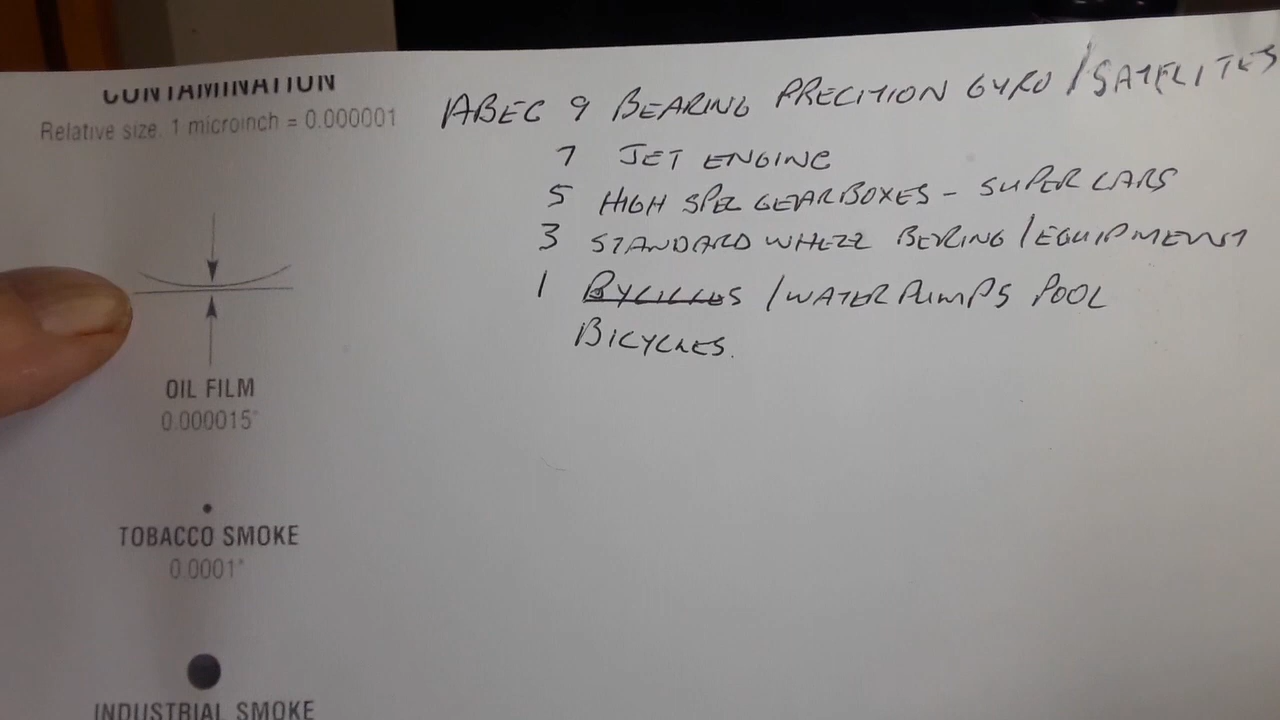 CONTAMINATION
Relative size. 1 microinch = 0.000001
OIL FILM
0.000015"
TOBACCO SMOKE
0.0001"
INDUSTRIAL SMOKE
ABEC 9 BEARING PRECITION GYRO / SATELITES
7 JET ENGINE
5 HIGH SPEC GEARBOXES - SUPER CARS
3 STANDARD WHEEL BERING / EQUIPMENT
1 BYCICLES / WATER PUMPS POOL
BICYCLES.